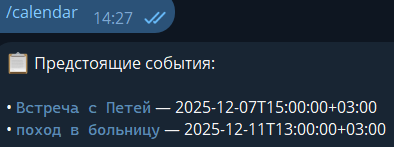 /calendar 14:27
📋 Предстоящие события:
• Встреча с Петей — 2025-12-07T15:00:00+03:00
• поход в больницу — 2025-12-11T13:00:00+03:00